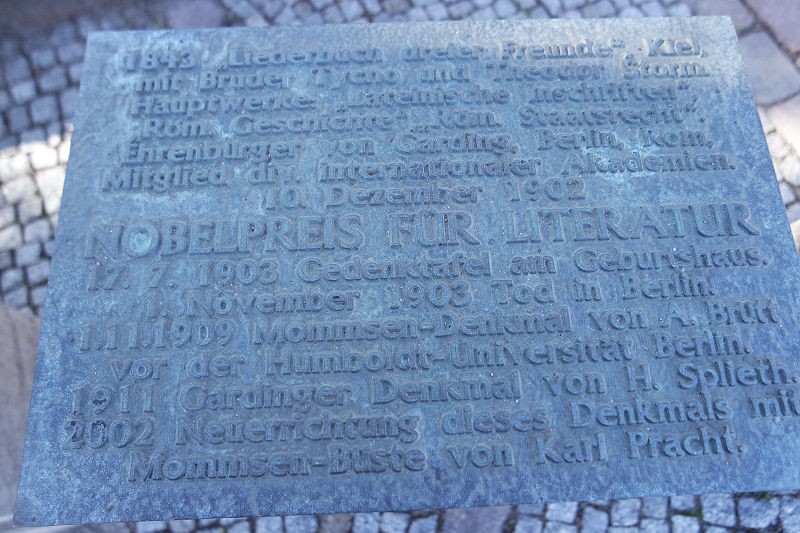 1843 „Liederbuch dreier Freunde“ Kiel,
mit Bruder Tycho und Theodor Storm.
Hauptwerke: „Lateinische Inschriften“
„Röm. Geschichte“ „Röm. Staatsrecht“.
Ehrenbürger von Garding, Berlin, Rom,
Mitglied div. internationaler Akademien.
10. Dezember 1902
NOBELPREIS FÜR LITERATUR
17. 7. 1903 Gedenktafel am Geburtshaus.
1. November 1903 Tod in Berlin.
1.11.1909 Mommsen-Denkmal von A. Brütt
vor der Humboldt-Universität Berlin.
1911 Gardinger Denkmal von H. Splieth.
2002 Neuerrichtung dieses Denkmals mit
Mommsen-Büste von Karl Pracht.